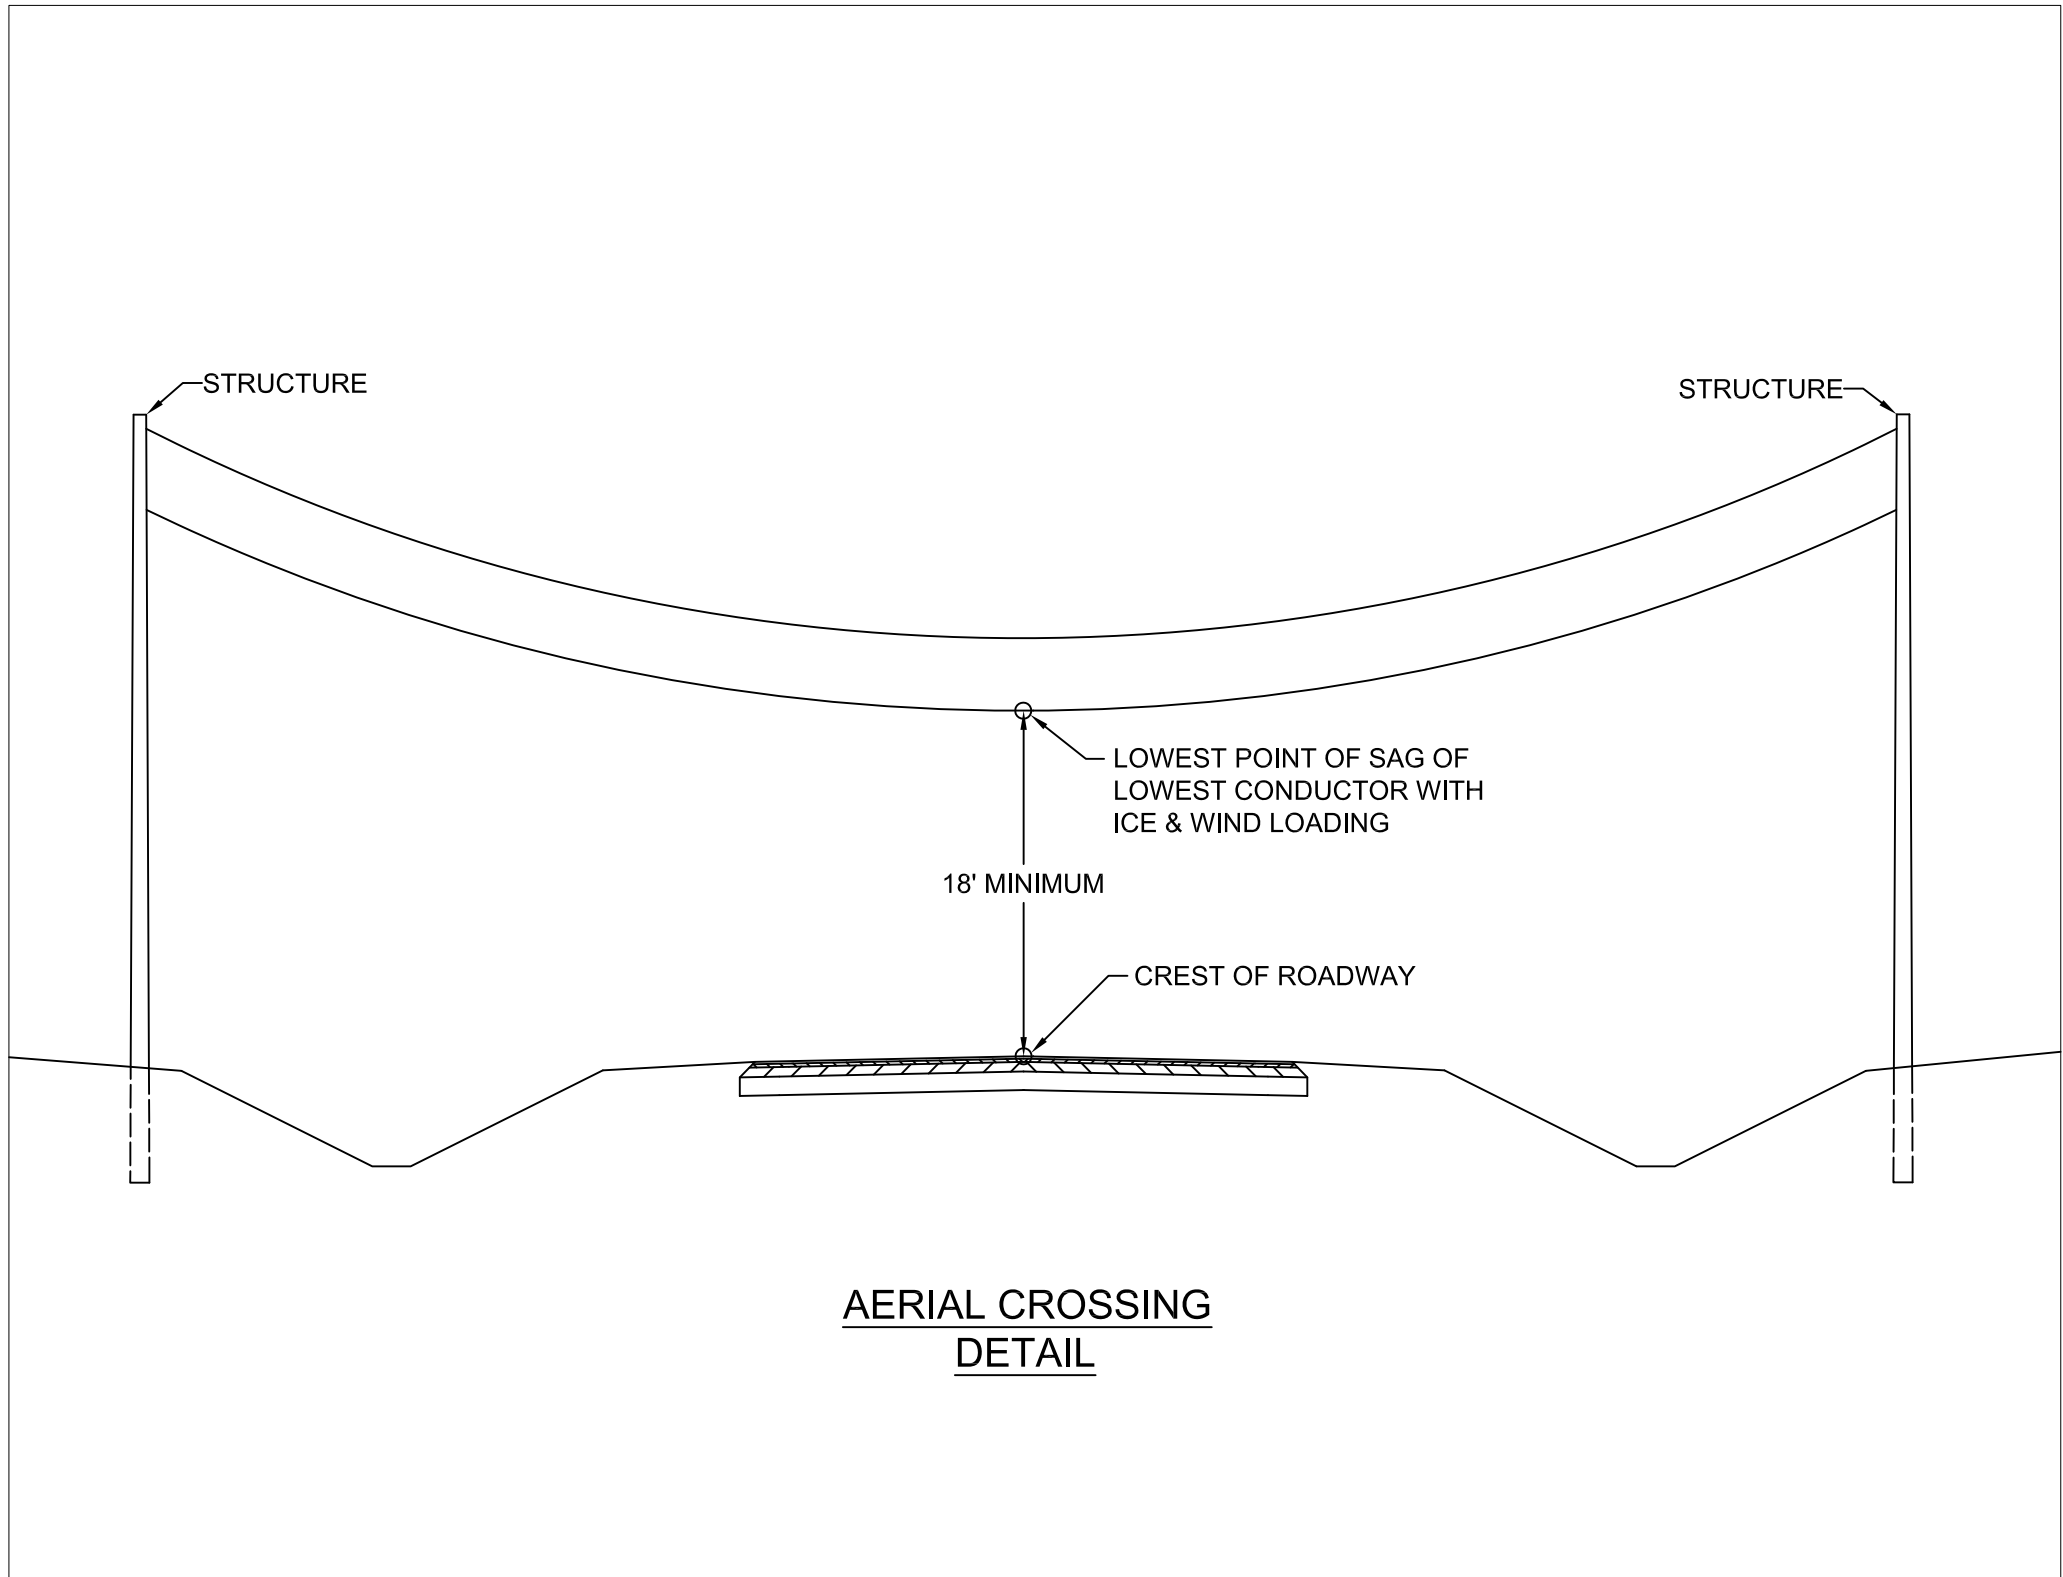 STRUCTURE
STRUCTURE
LOWEST POINT OF SAG OF
LOWEST CONDUCTOR WITH
ICE & WIND LOADING
18' MINIMUM
CREST OF ROADWAY
AERIAL CROSSING
DETAIL